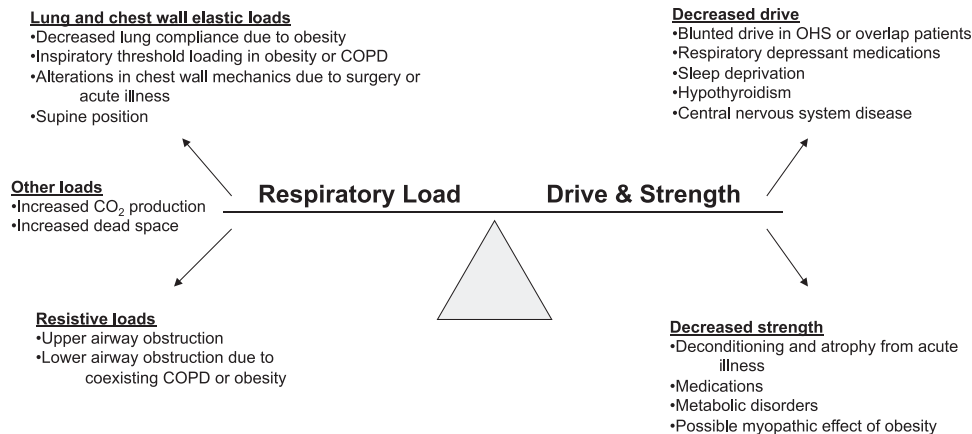 Lung and chest wall elastic loads
•Decreased lung compliance due to obesity
•Inspiratory threshold loading in obesity or COPD
•Alterations in chest wall mechanics due to surgery or
acute illness
•Supine position
Other loads
•Increased CO₂ production
•Increased dead space
Resistive loads
•Upper airway obstruction
•Lower airway obstruction due to
coexisting COPD or obesity
Respiratory Load
Drive & Strength
Decreased drive
•Blunted drive in OHS or overlap patients
•Respiratory depressant medications
•Sleep deprivation
•Hypothyroidism
•Central nervous system disease
Decreased strength
•Deconditioning and atrophy from acute
illness
•Medications
•Metabolic disorders
•Possible myopathic effect of obesity